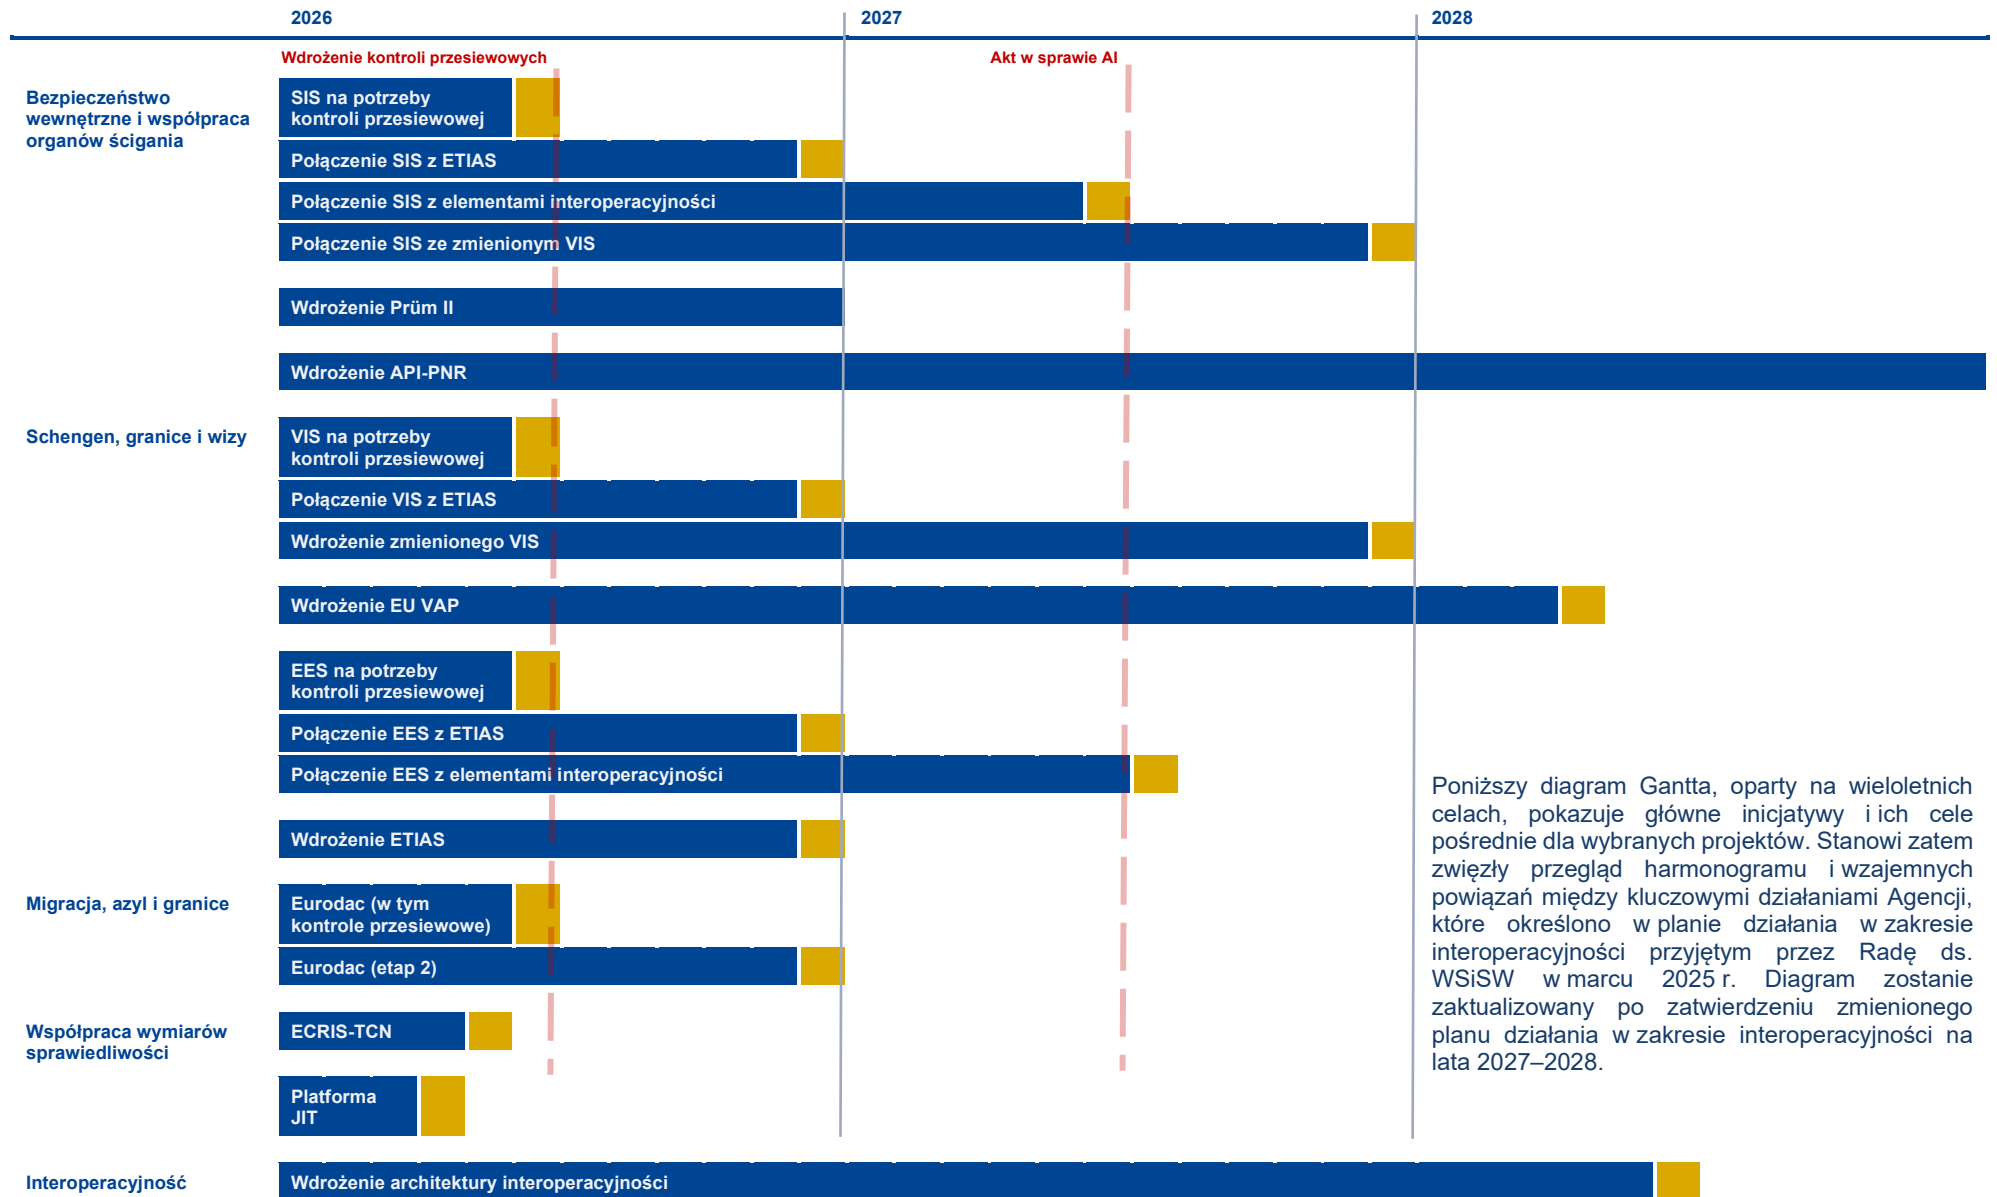 2026
2027
2028
Wdrożenie kontroli przesiewowych
Akt w sprawie AI
Bezpieczeństwo
wewnętrzne i współpraca
organów ścigania
SIS na potrzeby
kontroli przesiewowej
Połączenie SIS z ETIAS
Połączenie SIS z elementami interoperacyjności
Połączenie SIS ze zmienionym VIS
Wdrożenie Prüm II
Wdrożenie API-PNR
Schengen, granice i wizy
VIS na potrzeby
kontroli przesiewowej
Połączenie VIS z ETIAS
Wdrożenie zmienionego VIS
Wdrożenie EU VAP
EES na potrzeby
kontroli przesiewowej
Połączenie EES z ETIAS
Połączenie EES z elementami interoperacyjności
Wdrożenie ETIAS
Migracja, azyl i granice
Eurodac (w tym
kontrole przesiewowe)
Eurodac (etap 2)
Współpraca wymiarów
sprawiedliwości
ECRIS-TCN
Platforma
JIT
Interoperacyjność
Wdrożenie architektury interoperacyjności
Poniższy diagram Gantta, oparty na wieloletnich
celach, pokazuje główne inicjatywy i ich cele
pośrednie dla wybranych projektów. Stanowi zatem
zwięzły przegląd harmonogramu i wzajemnych
powiązań między kluczowymi działaniami Agencji,
które określono w planie działania w zakresie
interoperacyjności przyjętym przez Radę ds.
WSiSW w marcu 2025 r. Diagram zostanie
zaktualizowany po zatwierdzeniu zmienionego
planu działania w zakresie interoperacyjności na
lata 2027–2028.